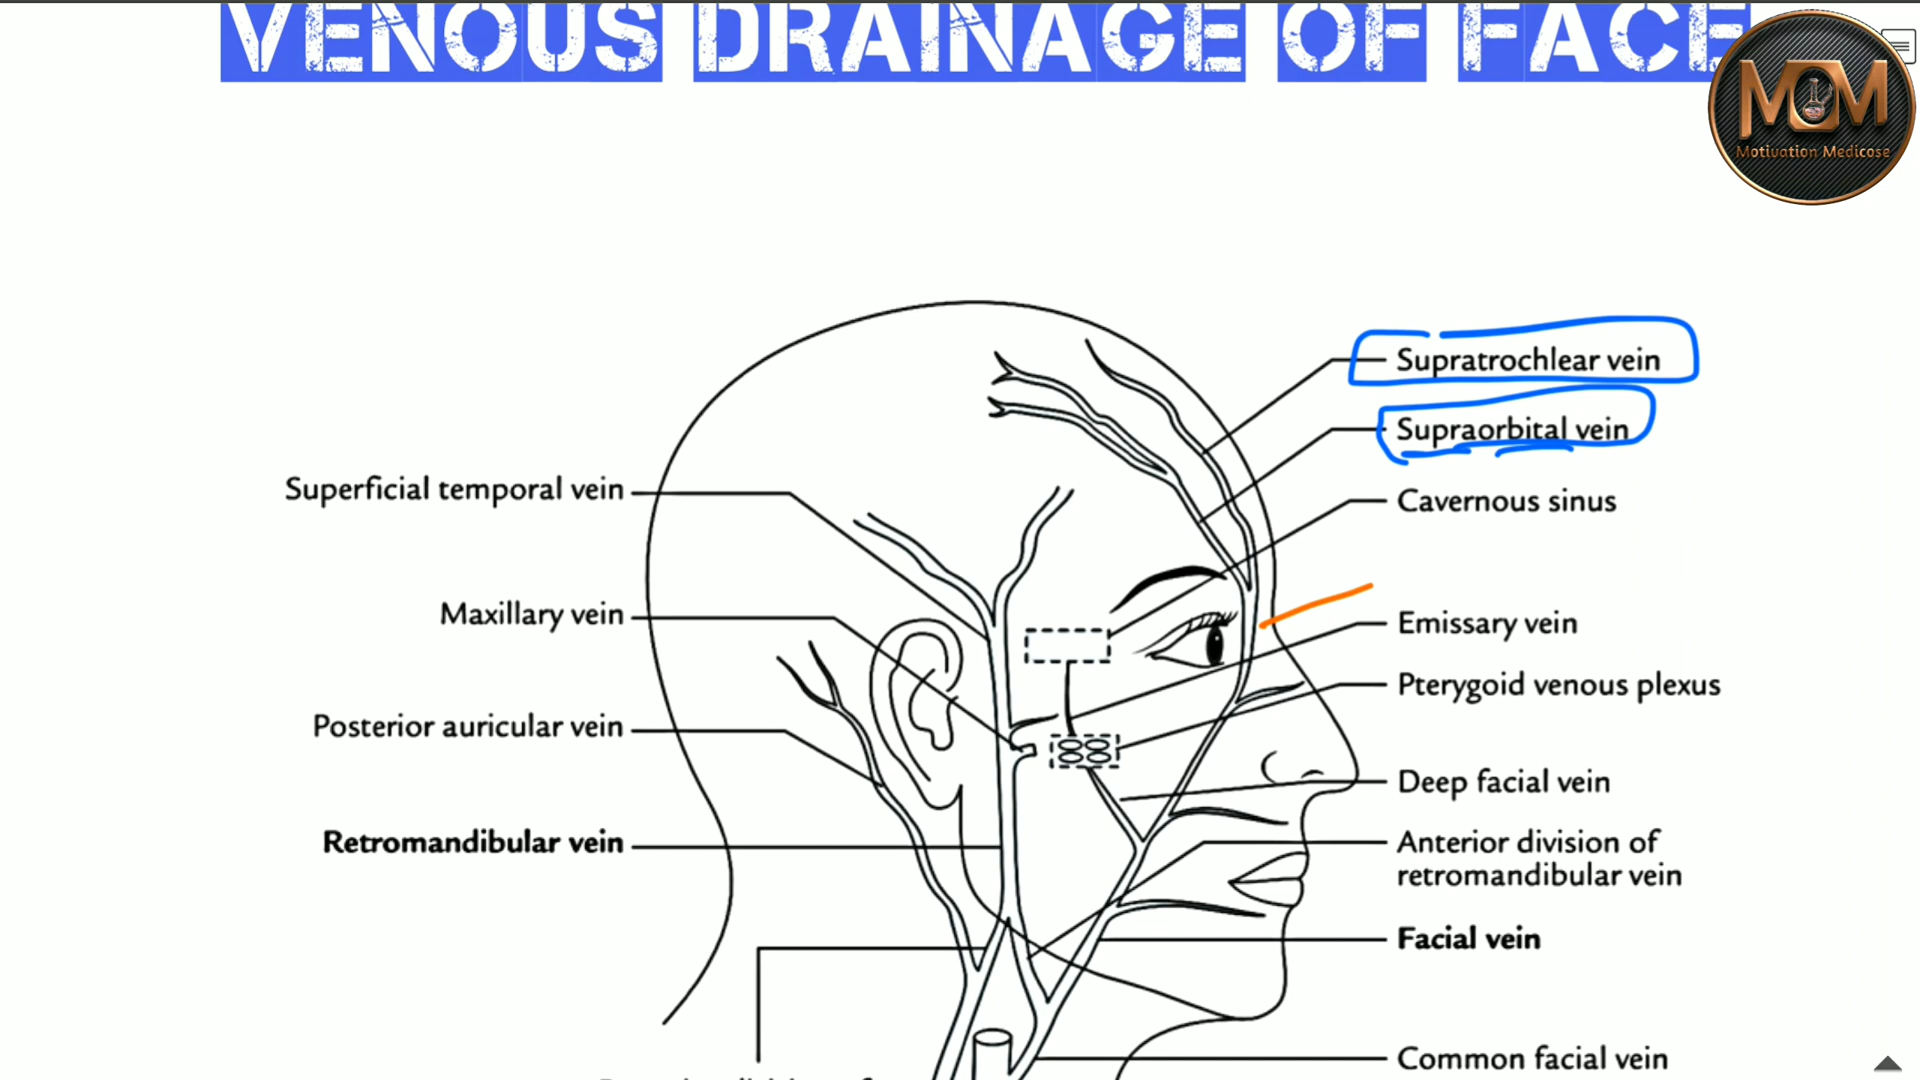 VENOUS DRAINAGE OF FACE
MOM
Motivation Medicose
Supratrochlear vein
Supraorbital vein
Superficial temporal vein
Cavernous sinus
Maxillary vein
Emissary vein
Pterygoid venous plexus
Posterior auricular vein
Deep facial vein
Retromandibular vein
Anterior division of
retromandibular vein
Facial vein
Common facial vein